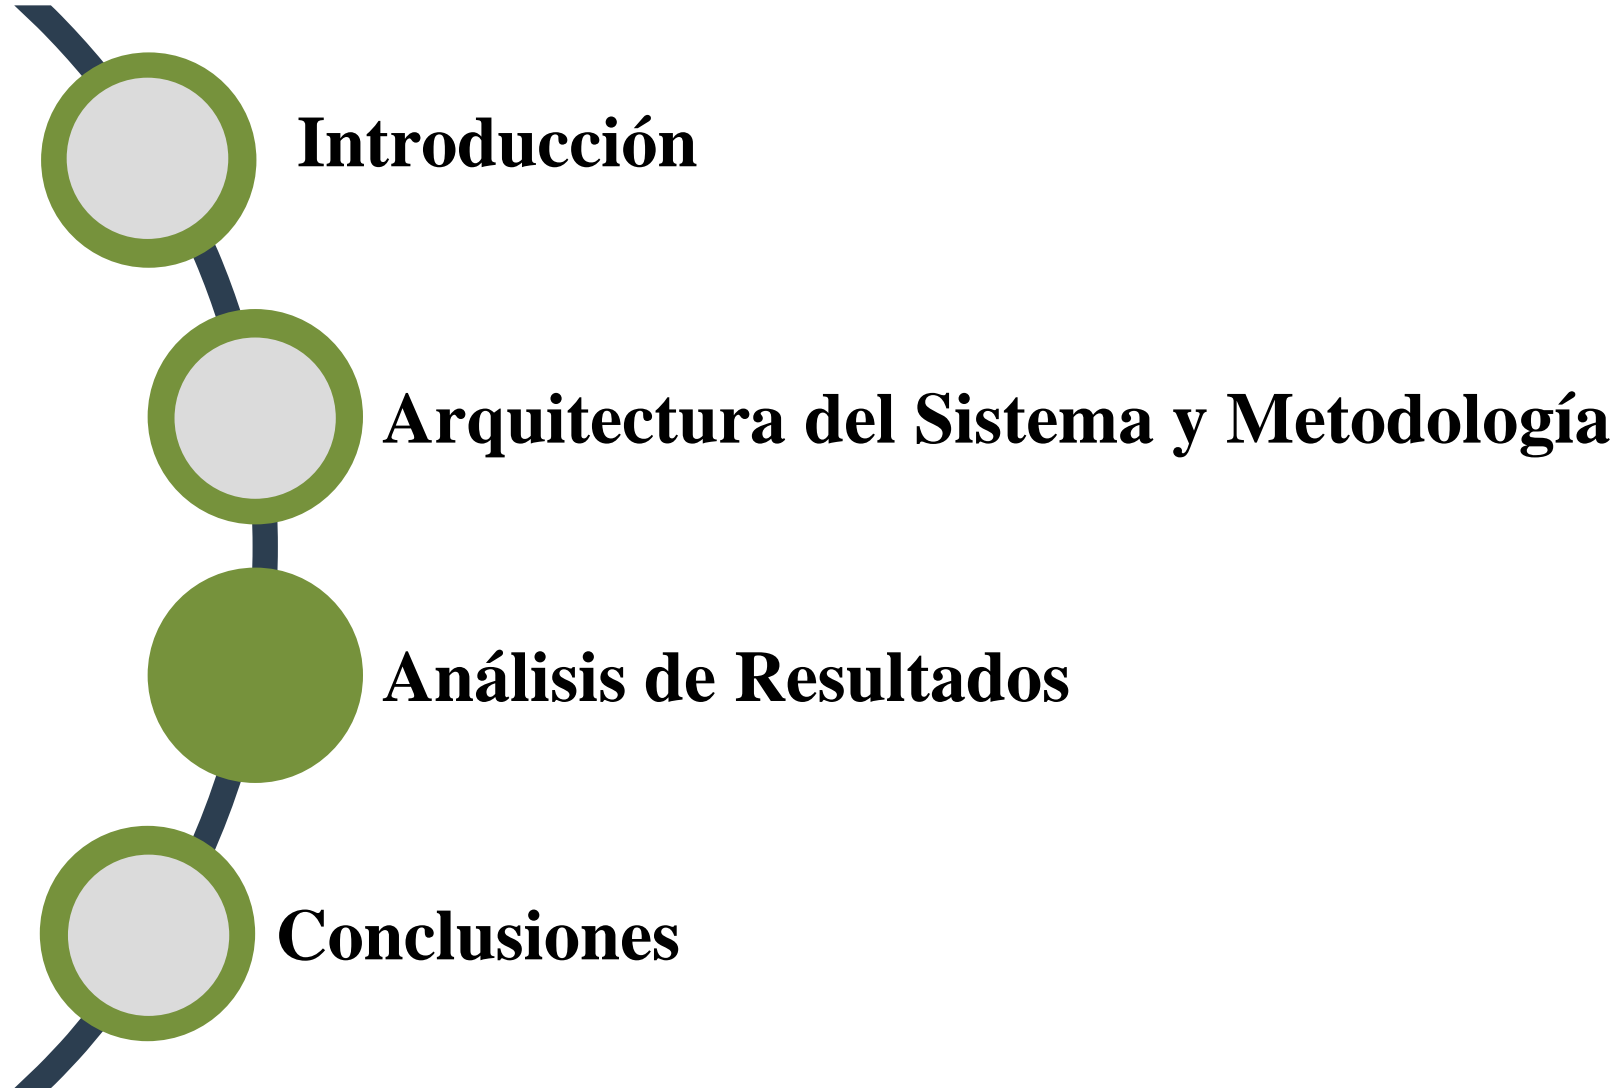 Introducción
Arquitectura del Sistema y Metodología
Análisis de Resultados
Conclusiones